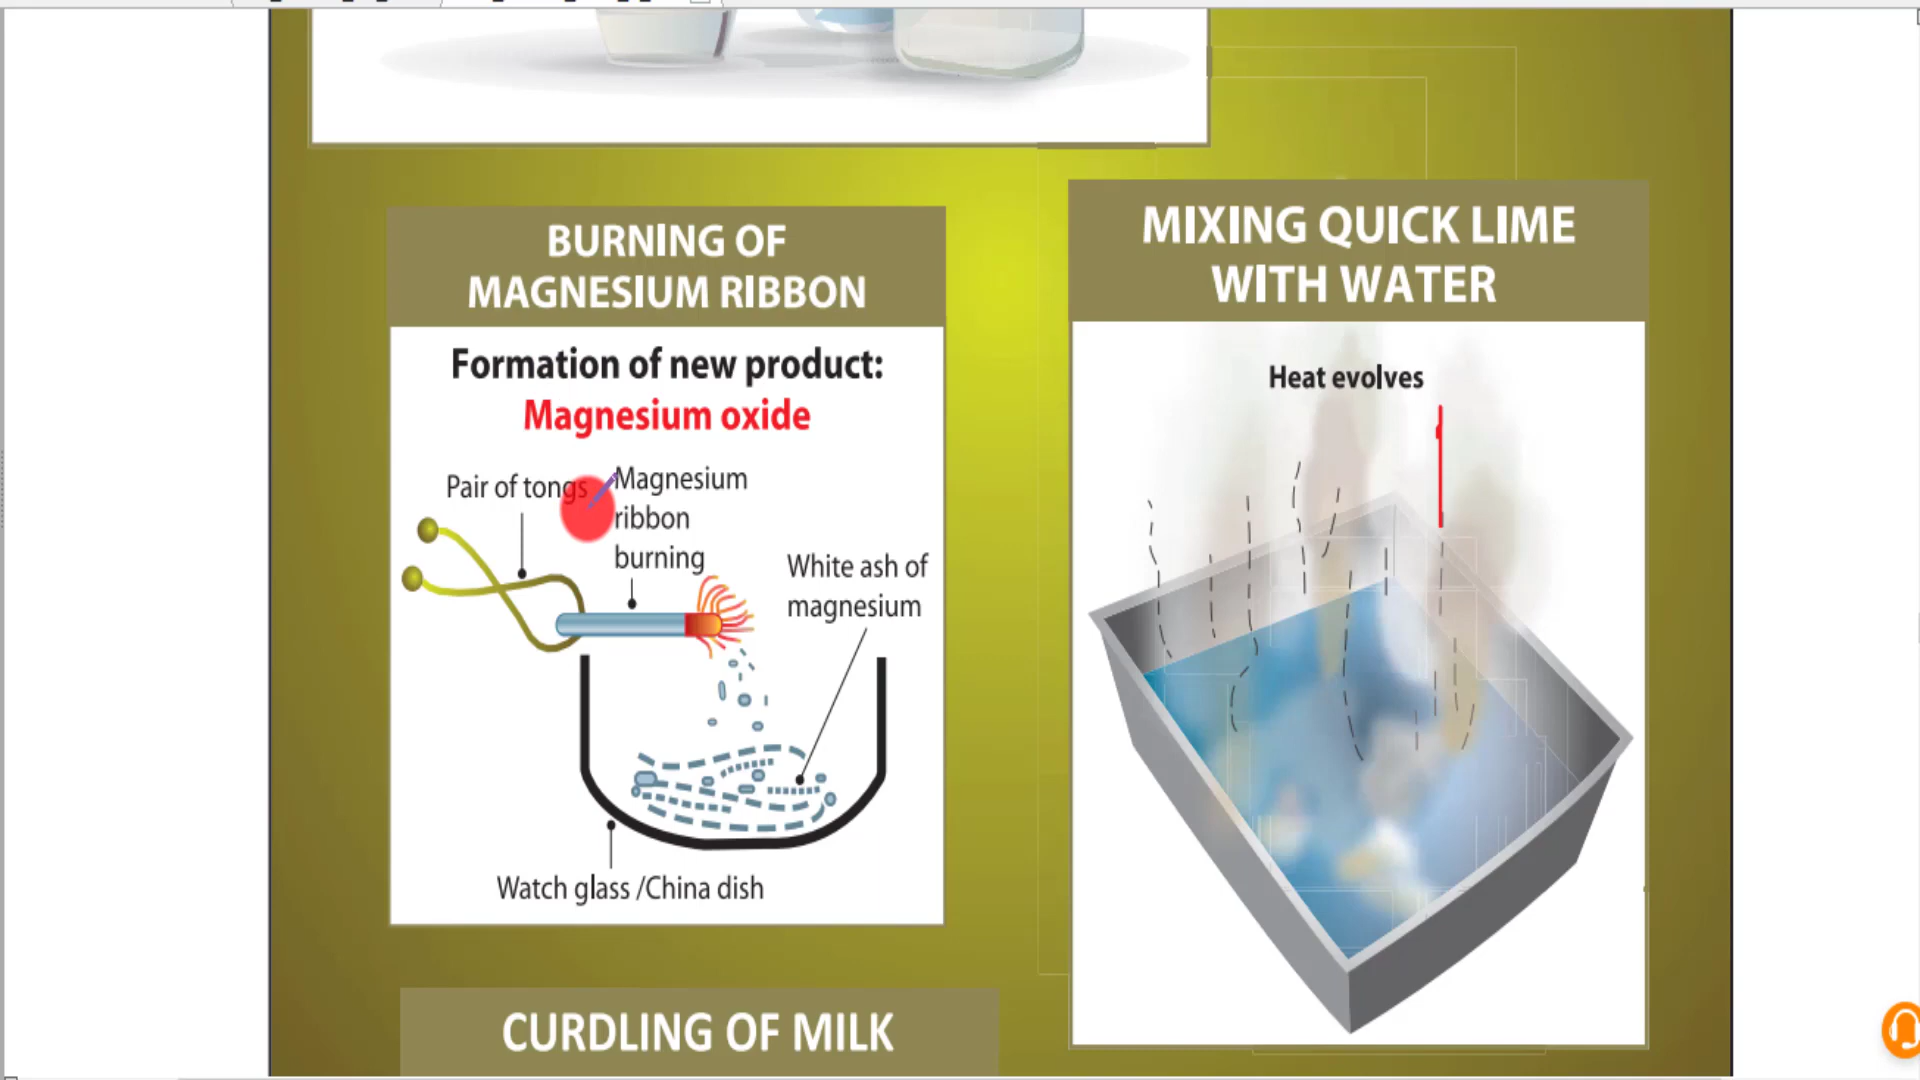 BURNING OF
MAGNESIUM RIBBON
Formation of new product:
Magnesium oxide
Pair of tongs
Magnesium
ribbon
burning
White ash of
magnesium
Watch glass /China dish
MIXING QUICK LIME
WITH WATER
Heat evolves
CURDLING OF MILK